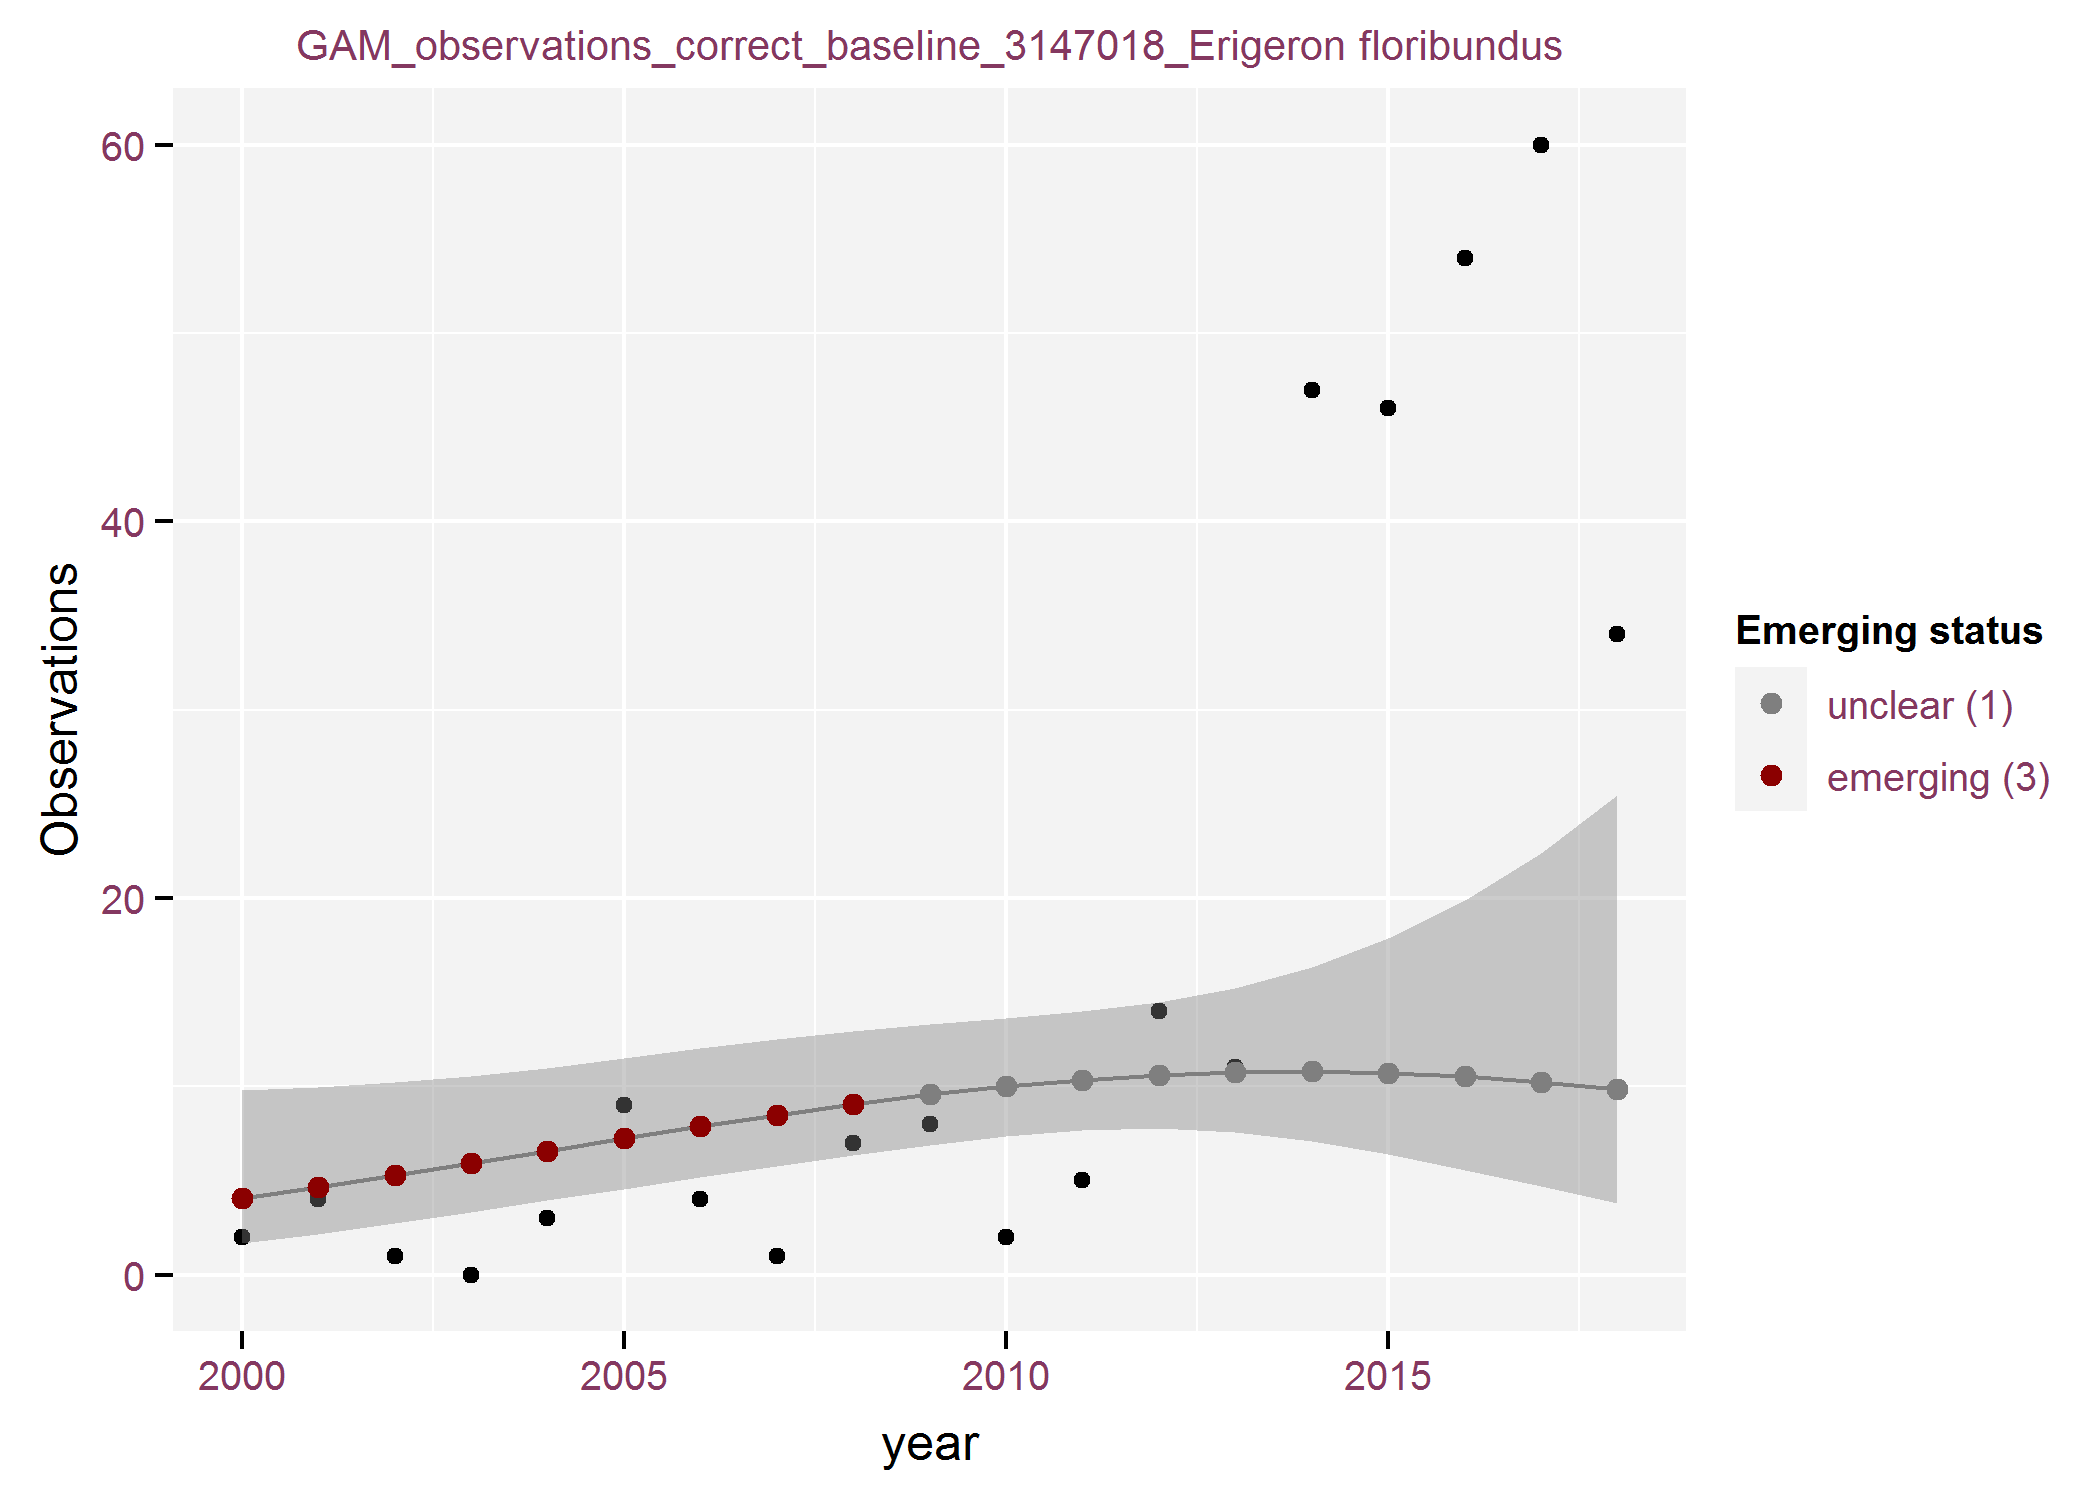 GAM_observations_correct_baseline_3147018_Erigeron floribundus
60
40
20
0
Observations
2000 2005 2010 2015
year
Emerging status
unclear (1)
emerging (3)